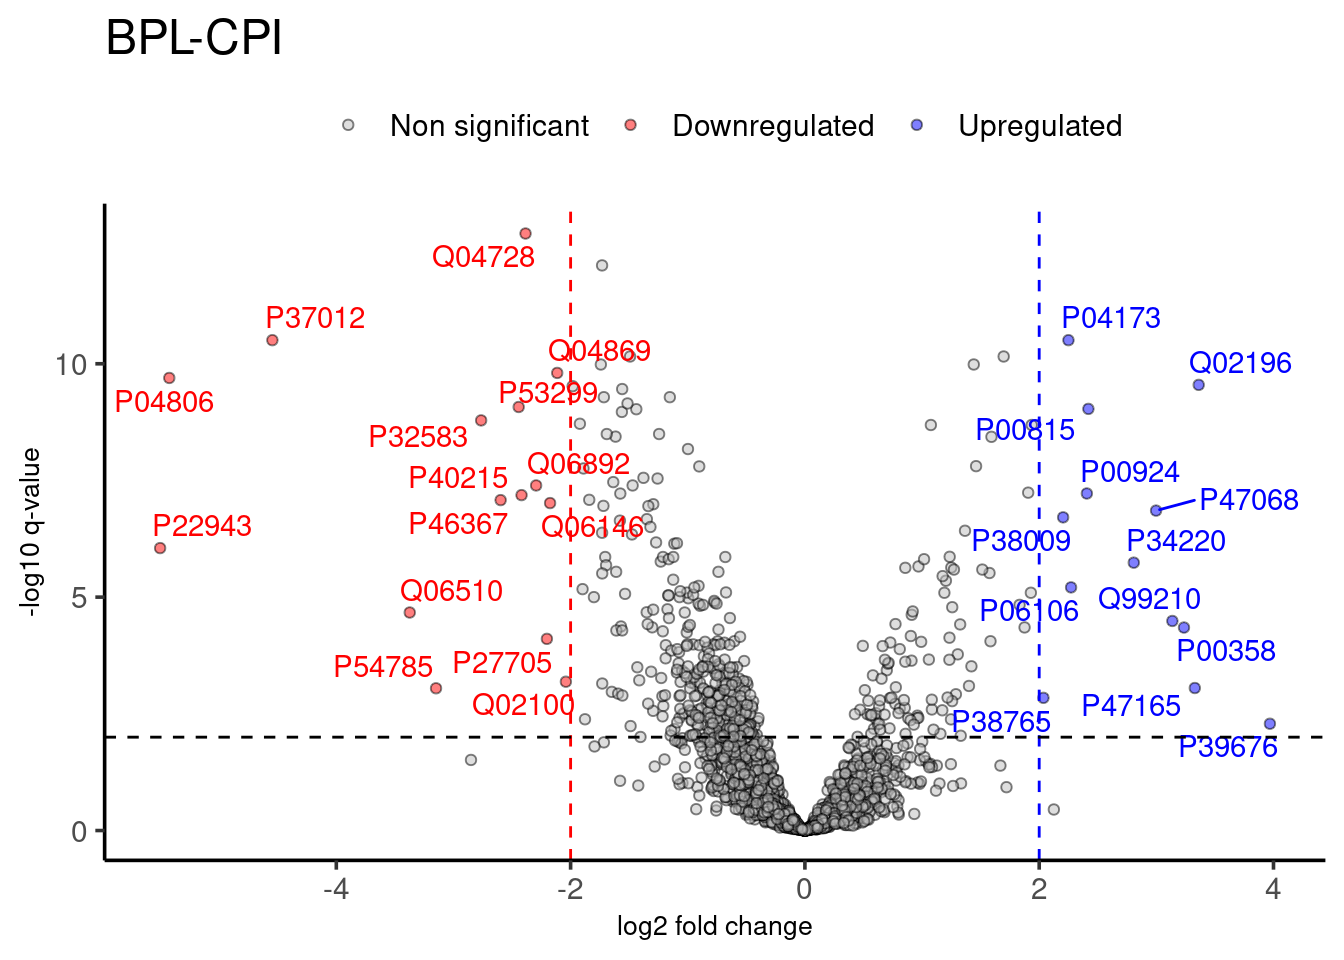 BPL-CPI
Non significant Downregulated Upregulated
Q04728
P37012 P04173
Q04869
10
Q02196
P04806 P53299
P32583 P00815
P40215 Q06892 P00924
P47068
P22943 P46367 Q06146
P38009 P34220
5
Q06510 P06106 Q99210
P54785 P27705 P00358
Q02100 P38765 P47165
P39676
0
-4 -2 0 2 4
log2 fold change
-log10 q-value